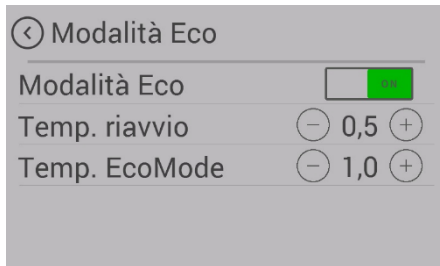 Modalità Eco
Modalità Eco ON
Temp. riavvio 0,5
Temp. EcoMode 1,0